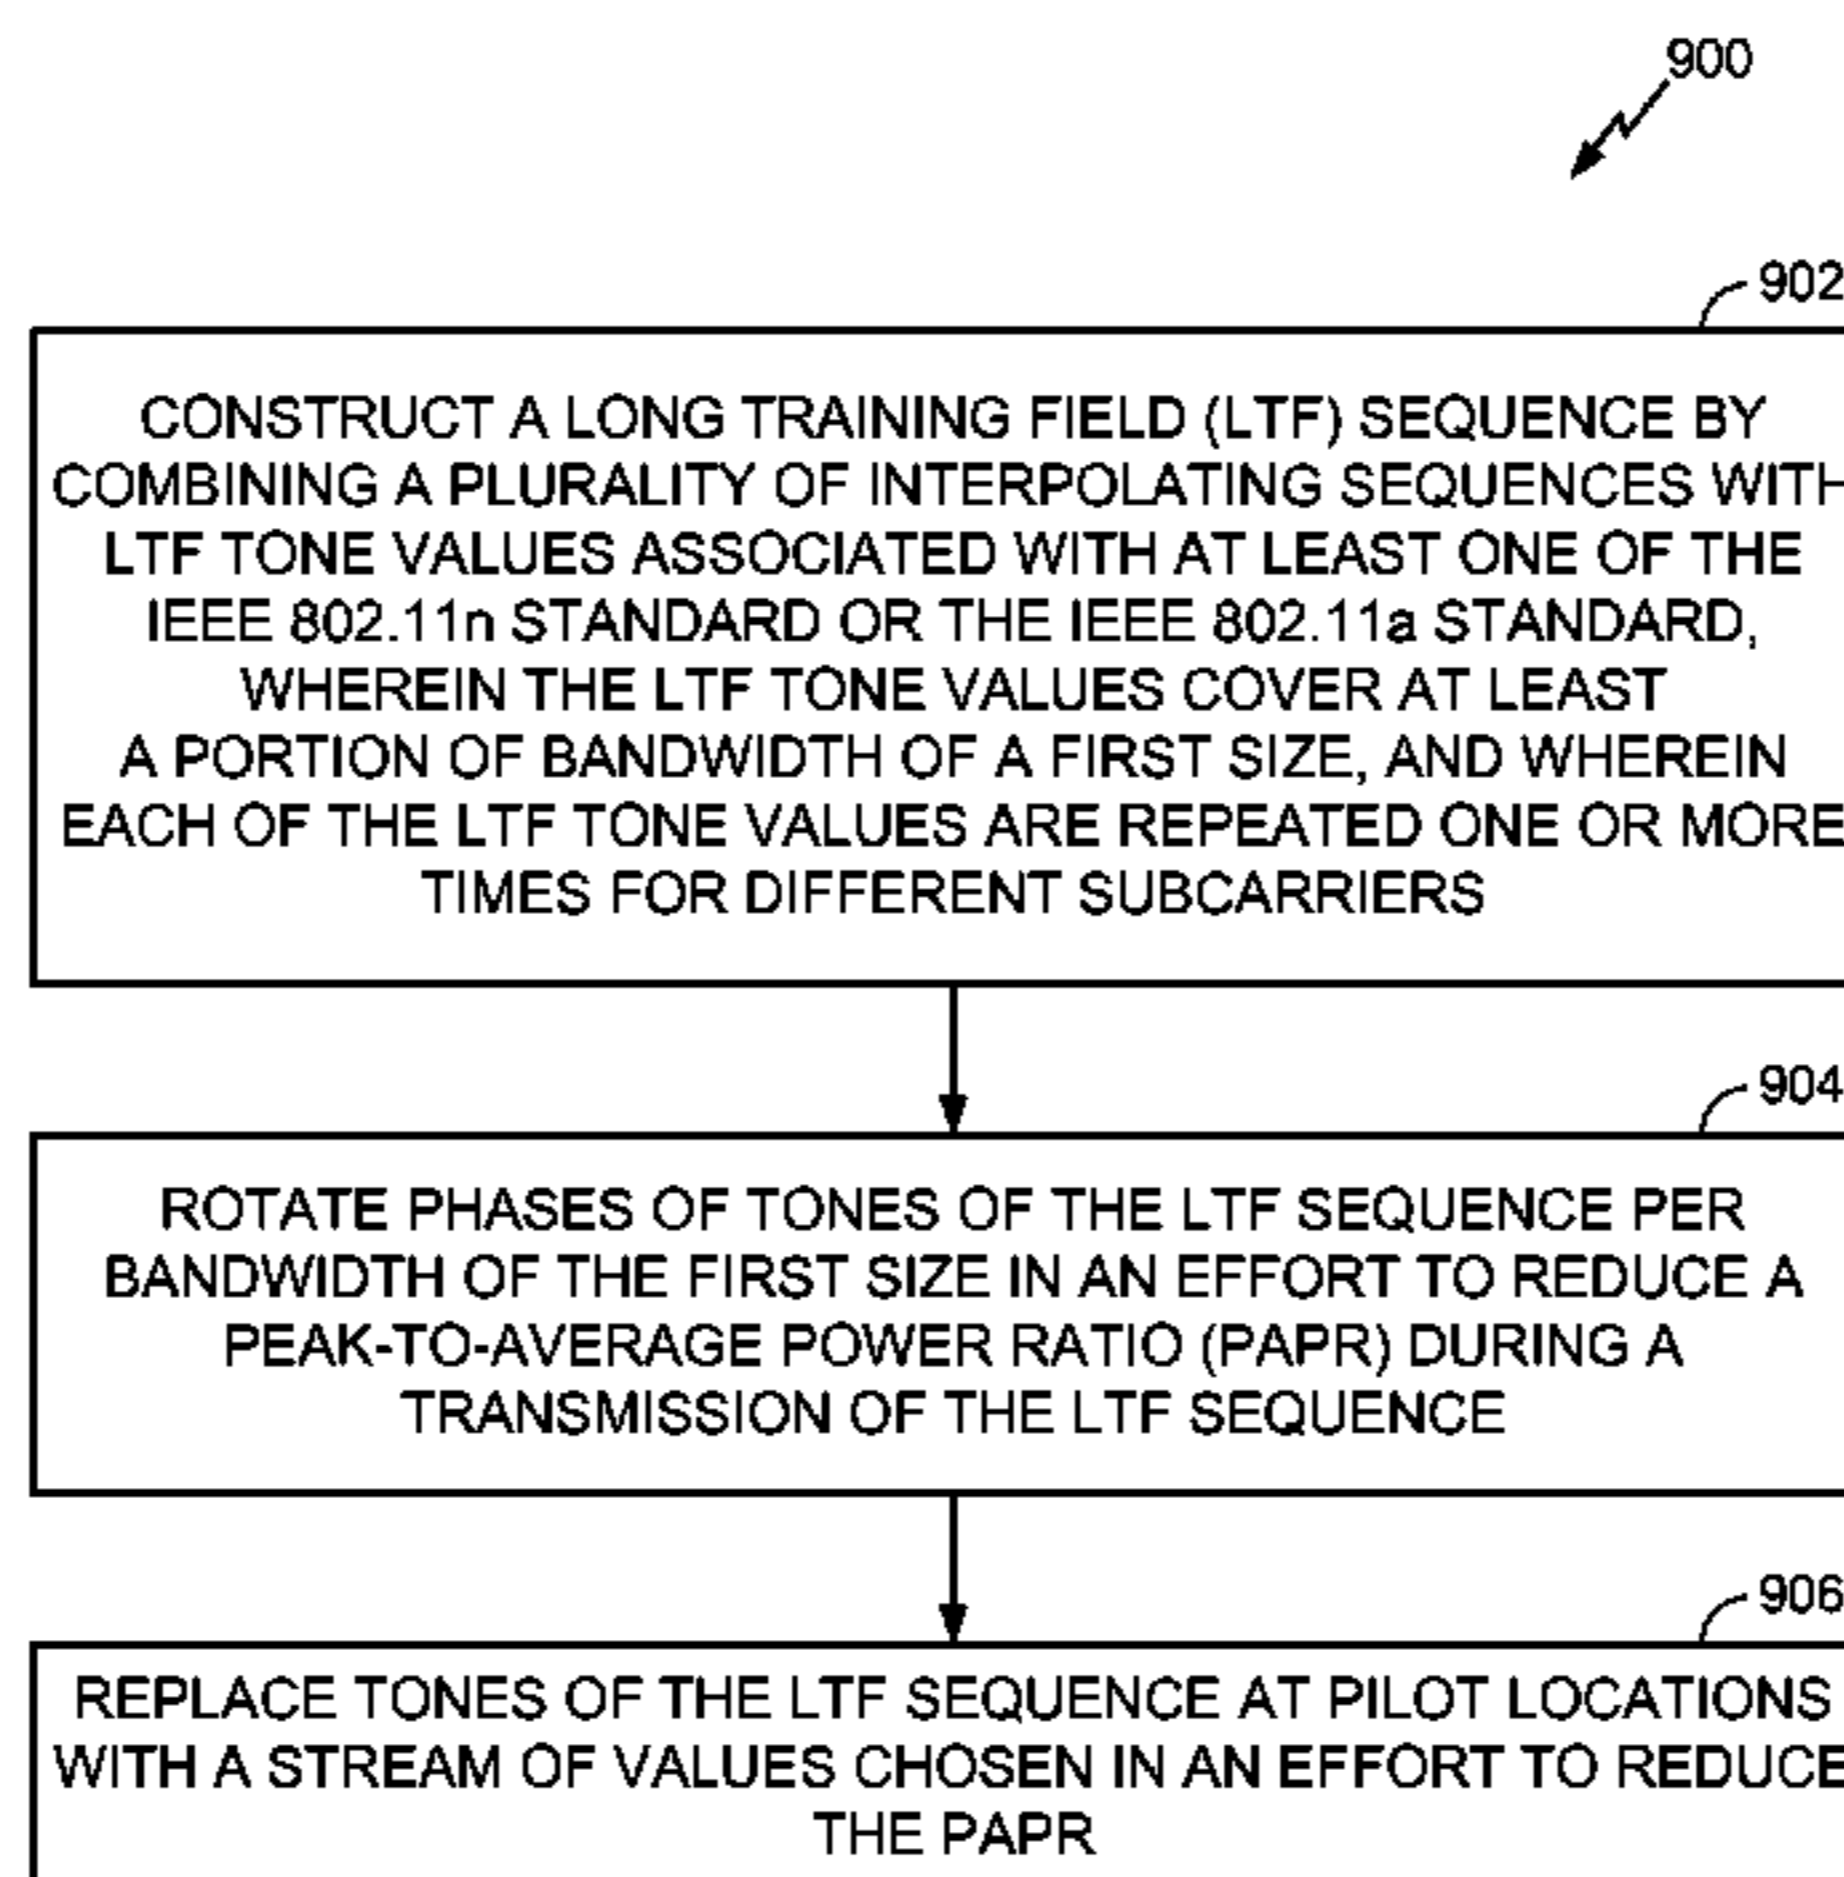 900
902
CONSTRUCT A LONG TRAINING FIELD (LTF) SEQUENCE BY
COMBINING A PLURALITY OF INTERPOLATING SEQUENCES WITH
LTF TONE VALUES ASSOCIATED WITH AT LEAST ONE OF THE
IEEE 802.11n STANDARD OR THE IEEE 802.11a STANDARD,
WHEREIN THE LTF TONE VALUES COVER AT LEAST
A PORTION OF BANDWIDTH OF A FIRST SIZE, AND WHEREIN
EACH OF THE LTF TONE VALUES ARE REPEATED ONE OR MORE
TIMES FOR DIFFERENT SUBCARRIERS
904
ROTATE PHASES OF TONES OF THE LTF SEQUENCE PER
BANDWIDTH OF THE FIRST SIZE IN AN EFFORT TO REDUCE A
PEAK-TO-AVERAGE POWER RATIO (PAPR) DURING A
TRANSMISSION OF THE LTF SEQUENCE
906
REPLACE TONES OF THE LTF SEQUENCE AT PILOT LOCATIONS
WITH A STREAM OF VALUES CHOSEN IN AN EFFORT TO REDUCE
THE PAPR